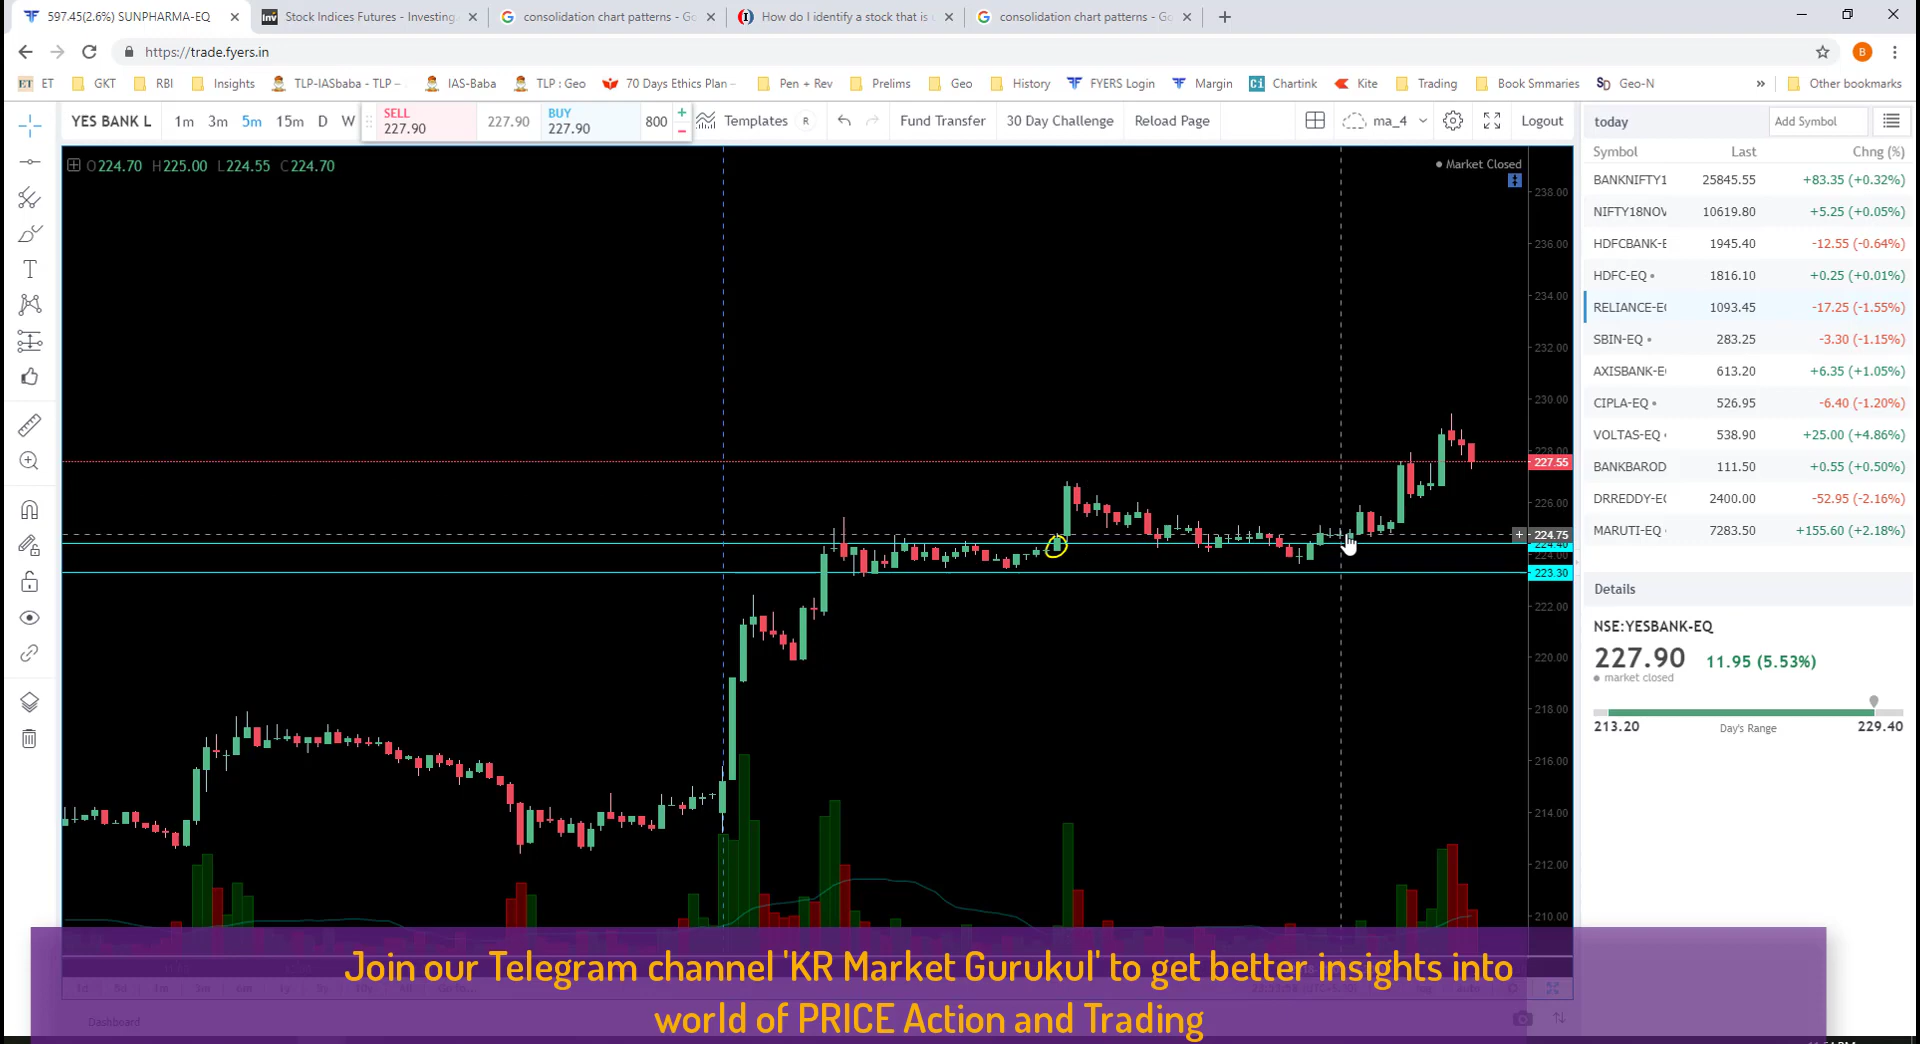 597.45(2.6%) SUNPHARMA-EQ
Stock Indices Futures - Investing.
consolidation chart patterns - Go
How do I identify a stock that is
consolidation chart patterns - Go
https://trade.fyers.in
B
ET GKT RBI Insights TLP-IASbaba - TLP – IAS-Baba TLP : Geo 70 Days Ethics Plan – Pen + Rev Prelims Geo History FYERS Login Margin Chartink Kite Trading Book Smmaries Geo-N » Other bookmarks
YES BANK L 1m 3m 5m 15m D W
SELL
227.90
227.90
BUY
227.90
800
Templates R Fund Transfer 30 Day Challenge Reload Page ma_4 Logout
O224.70 H225.00 L224.55 C224.70
Market Closed
238.00
236.00
234.00
232.00
230.00
228.00
227.55
226.00
224.75
224.40
224.00
223.30
222.00
220.00
218.00
216.00
214.00
212.00
210.00
today Add Symbol
Symbol Last Chng (%)
BANKNIFTY1 25845.55 +83.35 (+0.32%)
NIFTY18NOV 10619.80 +5.25 (+0.05%)
HDFCBANK-E 1945.40 -12.55 (-0.64%)
HDFC-EQ 1816.10 +0.25 (+0.01%)
RELIANCE-E 1093.45 -17.25 (-1.55%)
SBIN-EQ 283.25 -3.30 (-1.15%)
AXISBANK-E 613.20 +6.35 (+1.05%)
CIPLA-EQ 526.95 -6.40 (-1.20%)
VOLTAS-EQ 538.90 +25.00 (+4.86%)
BANKBAROD 111.50 +0.55 (+0.50%)
DRREDDY-E 2400.00 -52.95 (-2.16%)
MARUTI-EQ 7283.50 +155.60 (+2.18%)
Details
NSE:YESBANK-EQ
227.90 11.95 (5.53%)
market closed
213.20 Day's Range 229.40
Join our Telegram channel 'KR Market Gurukul' to get better insights into
world of PRICE Action and Trading
Dashboard